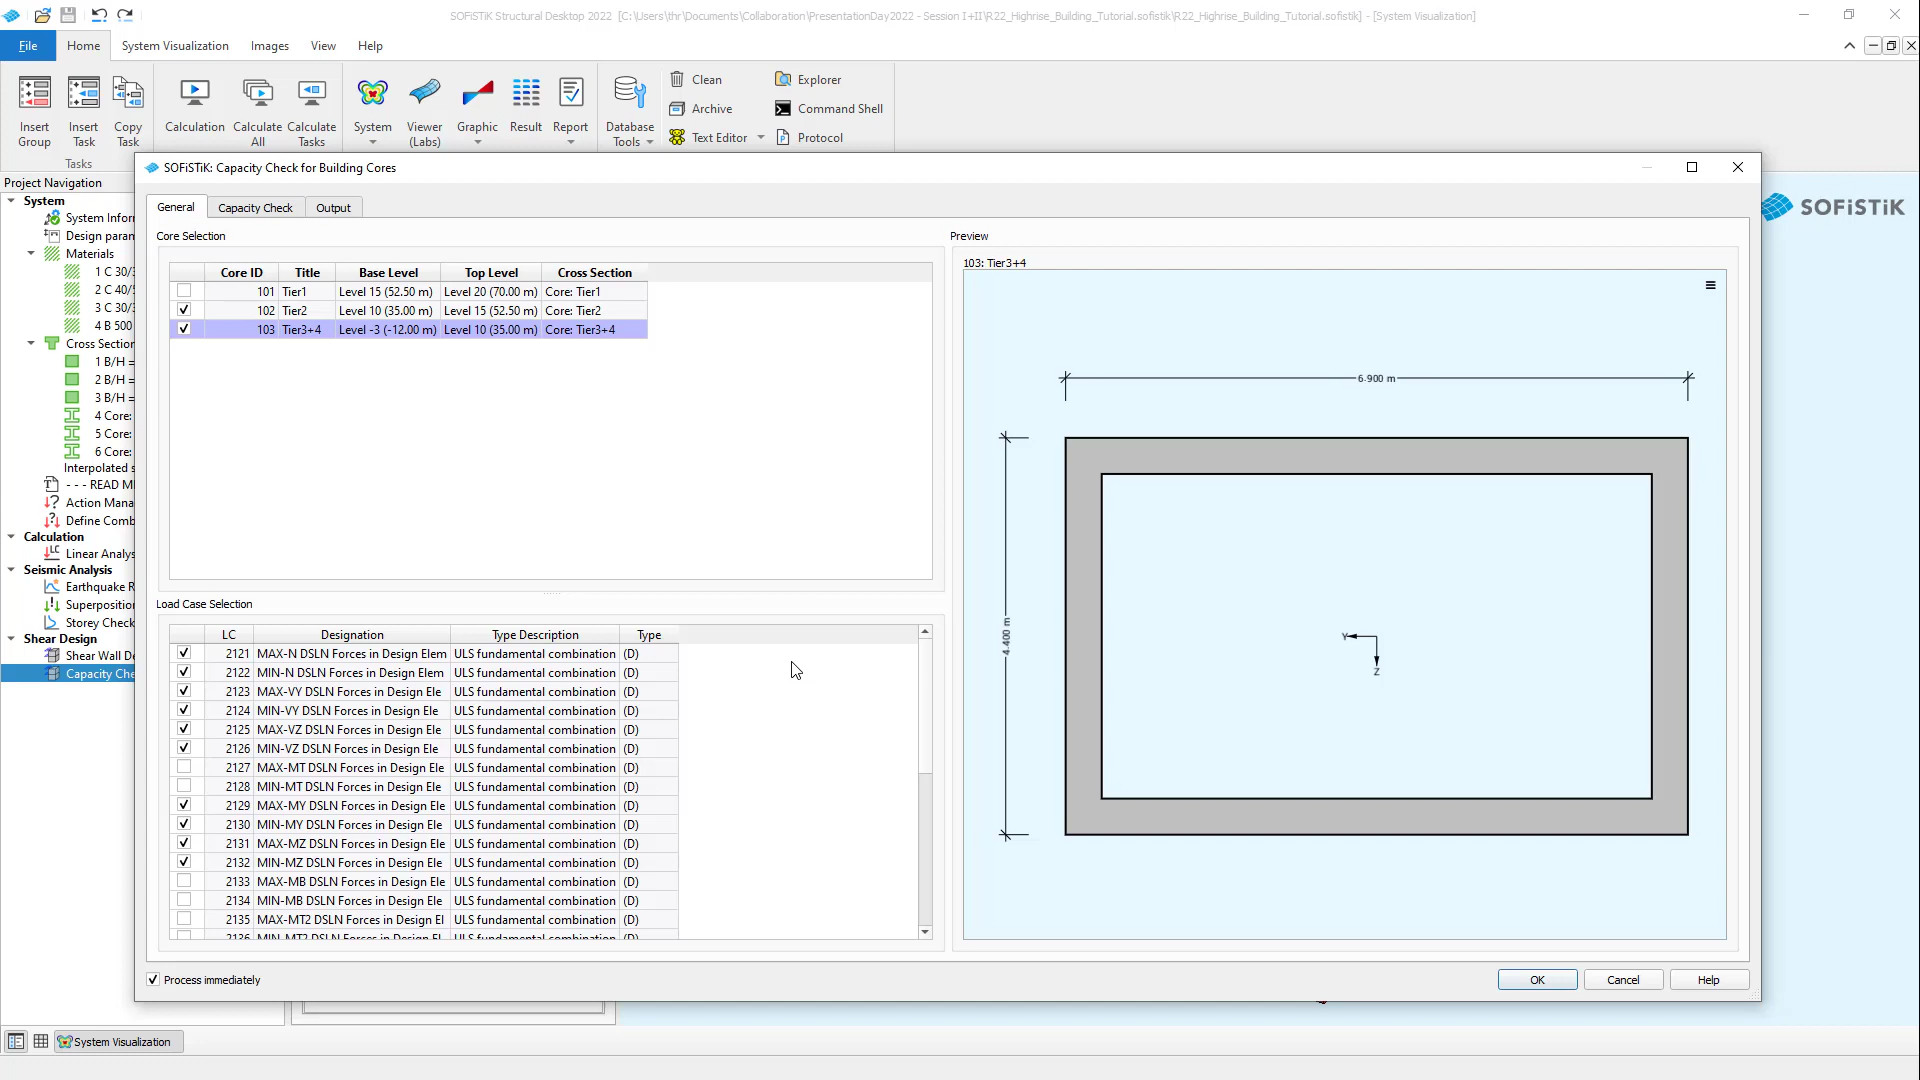 SOFiSTiK Structural Desktop 2022 [C:\Users\thr\Documents\Collaboration\PresentationDay2022 - Session I+II\R22_Highrise_Building_Tutorial.sofistik\R22_Highrise_Building_Tutorial.sofistik] - [System Visualization]
File Home System Visualization Images View Help
Insert Group
Insert Task
Copy Task
Tasks
Calculation
Calculate All
Calculate Tasks
System
Viewer (Labs)
Graphic
Result
Report
Database Tools
Clean
Archive
Text Editor
Explorer
Command Shell
Protocol
Project Navigation
System
System Infor
Design paran
Materials
1 C 30/3
2 C 40/5
3 C 30/3
4 B 500
Cross Section
1 B/H =
2 B/H =
3 B/H =
4 Core:
5 Core:
6 Core:
Interpolated s
- - - READ ME
Action Mana
Define Comb
Calculation
Linear Analys
Seismic Analysis
Earthquake R
Superposition
Storey Check
Shear Design
Shear Wall De
Capacity Che
SOFiSTiK
SOFiSTiK: Capacity Check for Building Cores
General Capacity Check Output
Core Selection
Core ID Title Base Level Top Level Cross Section
101 Tier1 Level 15 (52.50 m) Level 20 (70.00 m) Core: Tier1
102 Tier2 Level 10 (35.00 m) Level 15 (52.50 m) Core: Tier2
103 Tier3+4 Level -3 (-12.00 m) Level 10 (35.00 m) Core: Tier3+4
Load Case Selection
LC Designation Type Description Type
2121 MAX-N DSLN Forces in Design Elem ULS fundamental combination (D)
2122 MIN-N DSLN Forces in Design Elem ULS fundamental combination (D)
2123 MAX-VY DSLN Forces in Design Ele ULS fundamental combination (D)
2124 MIN-VY DSLN Forces in Design Ele ULS fundamental combination (D)
2125 MAX-VZ DSLN Forces in Design Ele ULS fundamental combination (D)
2126 MIN-VZ DSLN Forces in Design Ele ULS fundamental combination (D)
2127 MAX-MT DSLN Forces in Design Ele ULS fundamental combination (D)
2128 MIN-MT DSLN Forces in Design Ele ULS fundamental combination (D)
2129 MAX-MY DSLN Forces in Design Ele ULS fundamental combination (D)
2130 MIN-MY DSLN Forces in Design Ele ULS fundamental combination (D)
2131 MAX-MZ DSLN Forces in Design Ele ULS fundamental combination (D)
2132 MIN-MZ DSLN Forces in Design Ele ULS fundamental combination (D)
2133 MAX-MB DSLN Forces in Design Ele ULS fundamental combination (D)
2134 MIN-MB DSLN Forces in Design Ele ULS fundamental combination (D)
2135 MAX-MT2 DSLN Forces in Design El ULS fundamental combination (D)
2136 MIN-MT2 DSLN Forces in Design El ULS fundamental combination (D)
Preview
103: Tier3+4
6.900 m
4.400 m
Y
Z
Process immediately
OK Cancel Help
System Visualization